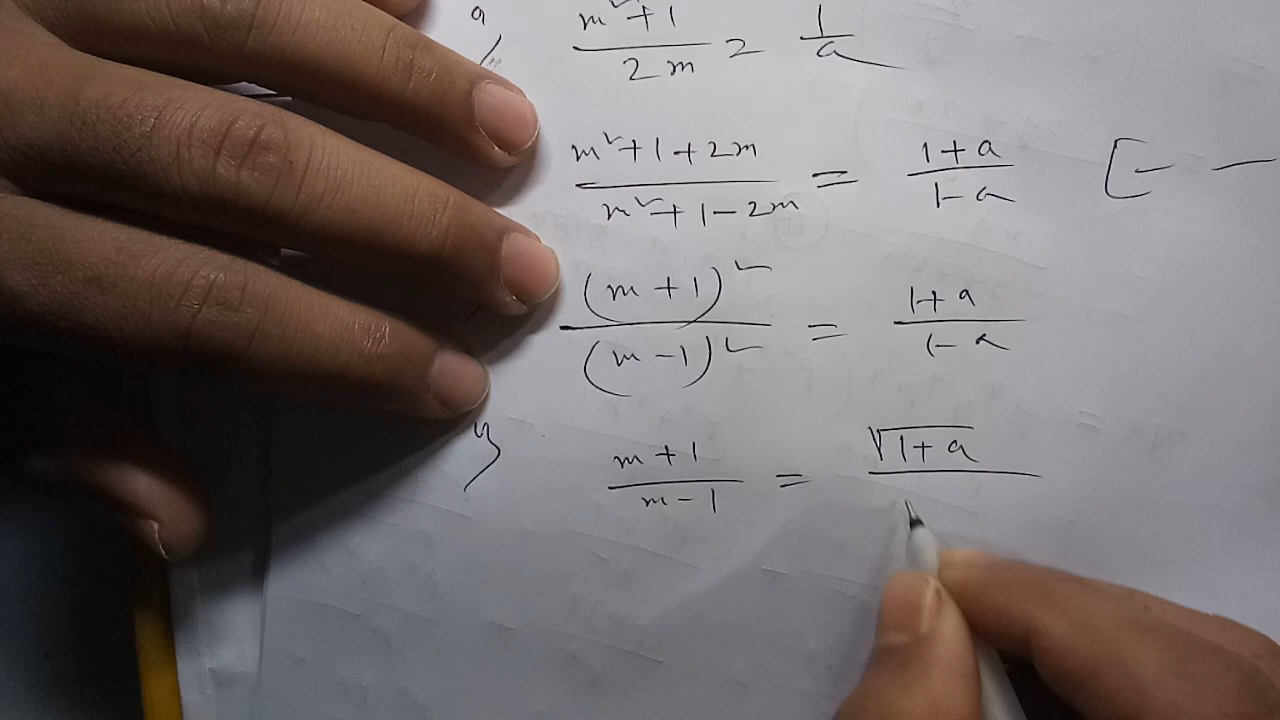 বা, (m²+1)/(2m) = 1/a
(m²+1+2m)/(m²+1-2m) = (1+a)/(1-a) [- -
(m+1)²/(m-1)² = (1+a)/(1-a)
বা, (m+1)/(m-1) = √(1+a)/